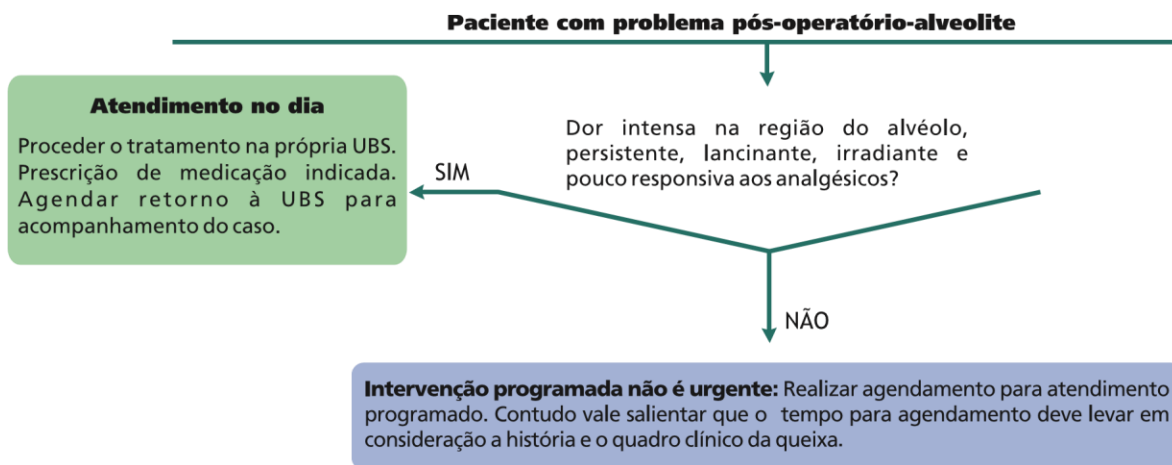 Paciente com problema pós-operatório-alveolite
Atendimento no dia
Proceder o tratamento na própria UBS.
Prescrição de medicação indicada.
Agendar retorno à UBS para
acompanhamento do caso.
SIM
Dor intensa na região do alvéolo,
persistente, lancinante, irradiante e
pouco responsiva aos analgésicos?
NÃO
Intervenção programada não é urgente: Realizar agendamento para atendimento
programado. Contudo vale salientar que o tempo para agendamento deve levar em
consideração a história e o quadro clínico da queixa.